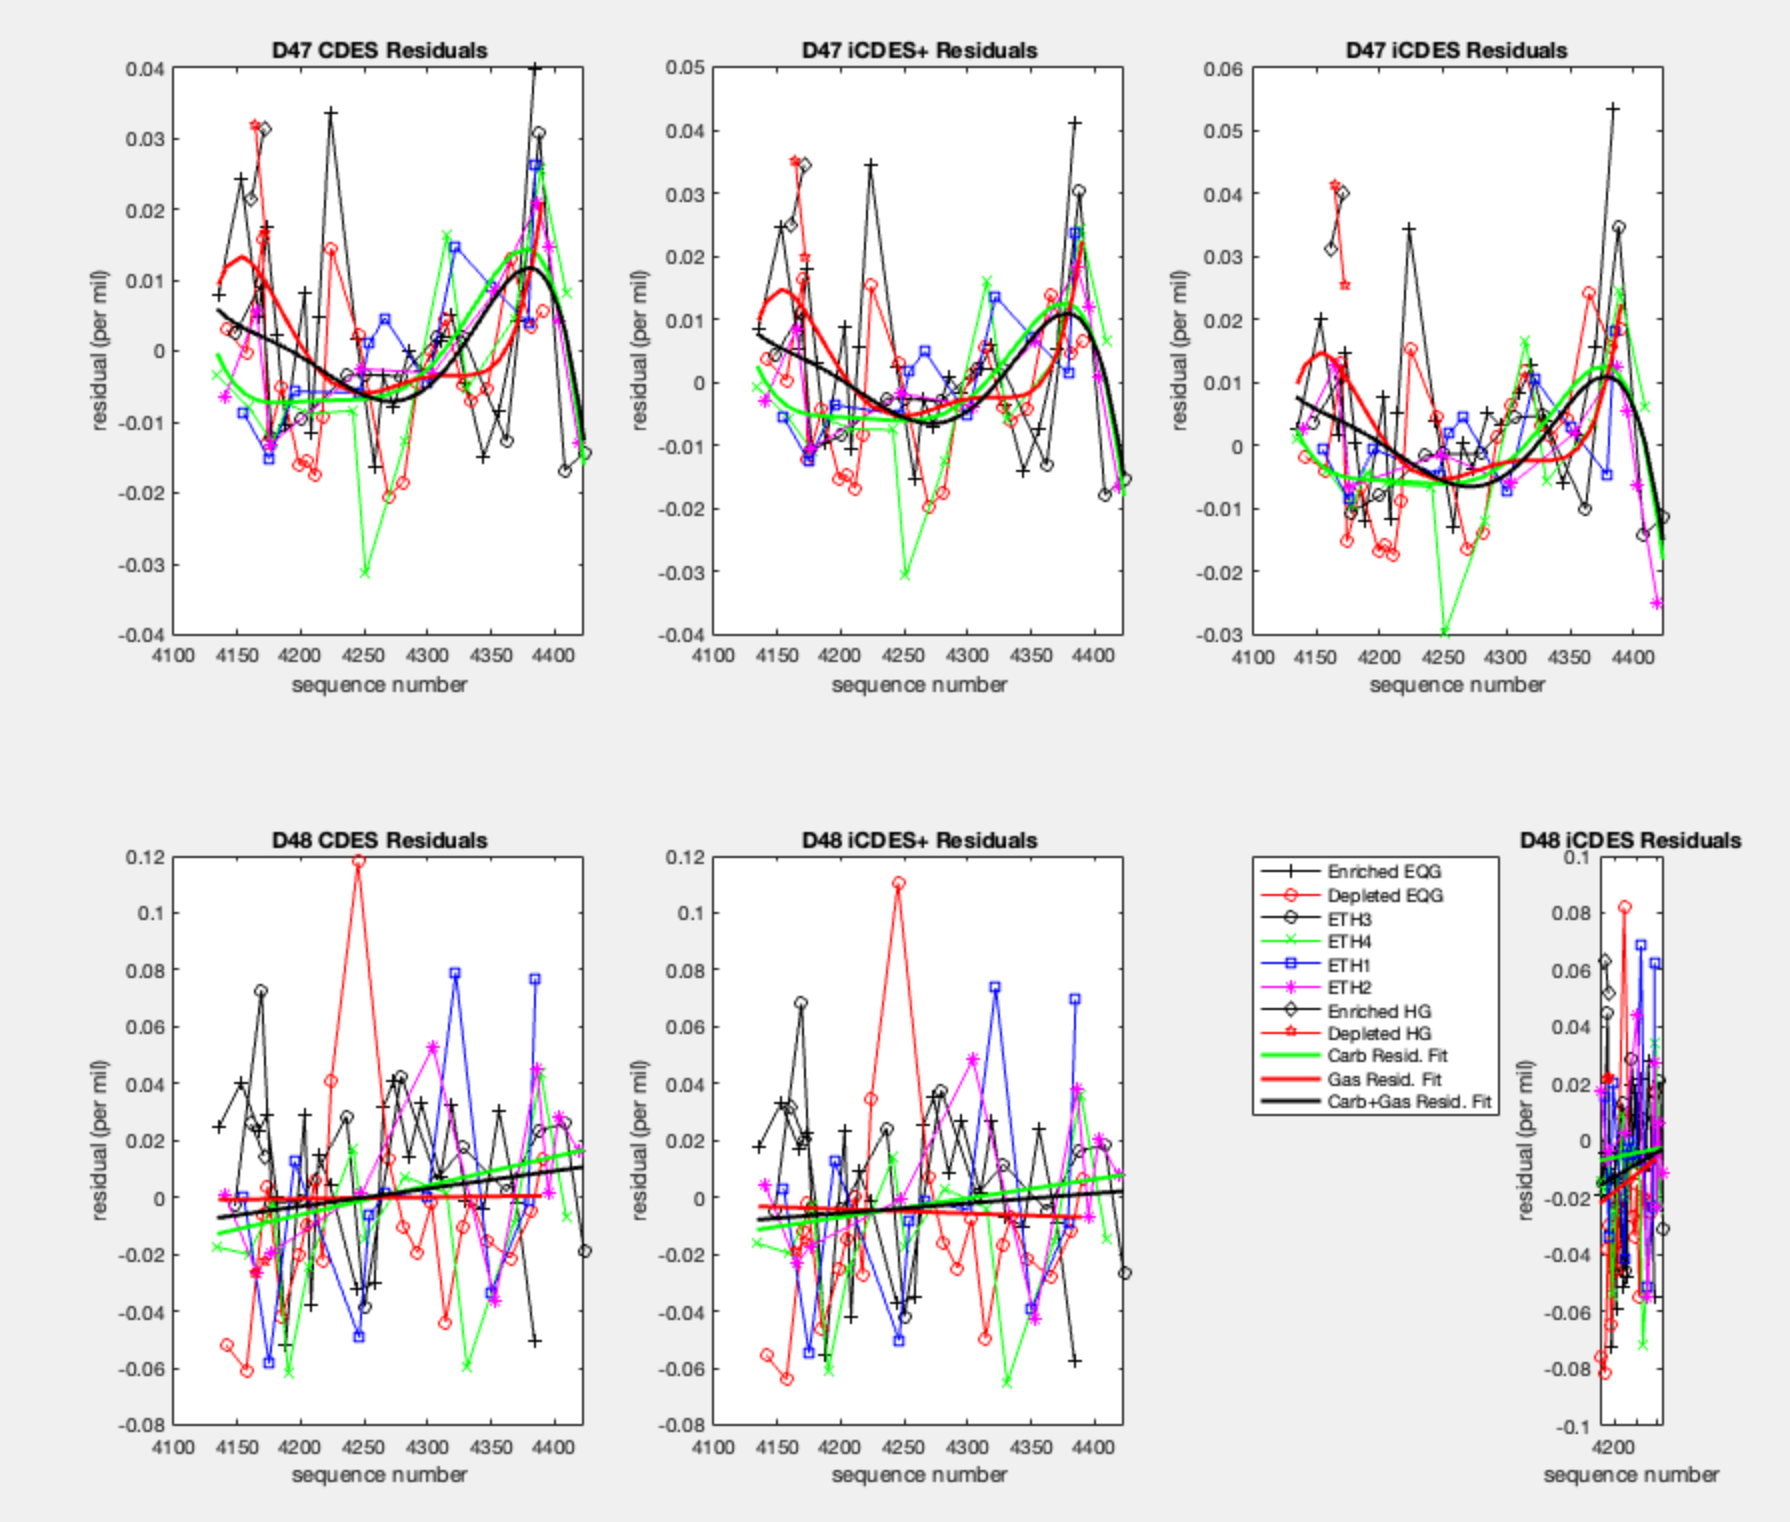 D47 CDES Residuals
0.04
0.03
0.02
0.01
0
-0.01
-0.02
-0.03
-0.04
4100 4150 4200 4250 4300 4350 4400
residual (per mil)
sequence number
D47 iCDES+ Residuals
0.05
0.04
0.03
0.02
0.01
0
-0.01
-0.02
-0.03
-0.04
4100 4150 4200 4250 4300 4350 4400
residual (per mil)
sequence number
D47 iCDES Residuals
0.06
0.05
0.04
0.03
0.02
0.01
0
-0.01
-0.02
-0.03
4100 4150 4200 4250 4300 4350 4400
residual (per mil)
sequence number
D48 CDES Residuals
0.12
0.1
0.08
0.06
0.04
0.02
0
-0.02
-0.04
-0.06
-0.08
4100 4150 4200 4250 4300 4350 4400
residual (per mil)
sequence number
D48 iCDES+ Residuals
0.12
0.1
0.08
0.06
0.04
0.02
0
-0.02
-0.04
-0.06
-0.08
4100 4150 4200 4250 4300 4350 4400
residual (per mil)
sequence number
Enriched EQG
Depleted EQG
ETH3
ETH4
ETH1
ETH2
Enriched HG
Depleted HG
Carb Resid. Fit
Gas Resid. Fit
Carb+Gas Resid. Fit
D48 iCDES Residuals
0.1
0.08
0.06
0.04
0.02
0
-0.02
-0.04
-0.06
-0.08
-0.1
4200
residual (per mil)
sequence number